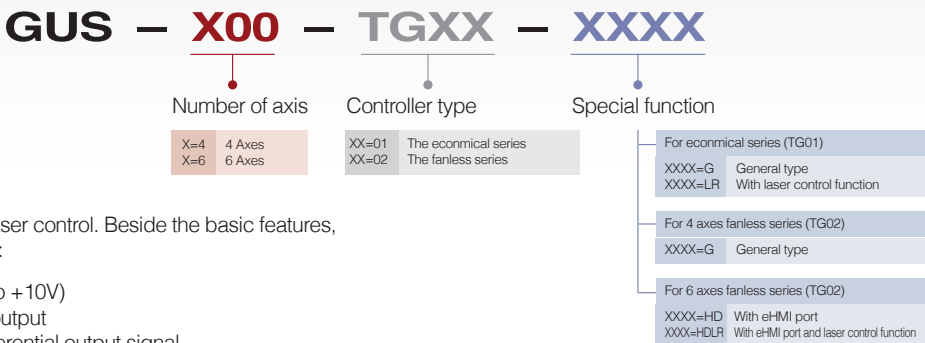 GUS — X00 — TGXX — XXXX
Number of axis
X=4 4 Axes
X=6 6 Axes
Controller type
XX=01 The econmical series
XX=02 The fanless series
Special function
For econmical series (TG01)
XXXX=G General type
XXXX=LR With laser control function
For 4 axes fanless series (TG02)
XXXX=G General type
For 6 axes fanless series (TG02)
XXXX=HD With eHMI port
XXXX=HDLR With eHMI port and laser control function
ser control. Beside the basic features,
:
+10V)
utput
erential output signal